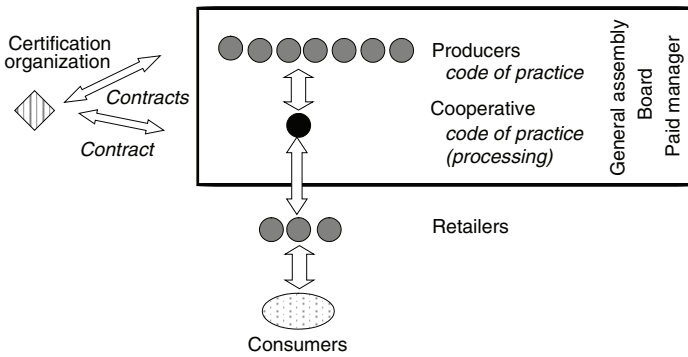 Certification
organization
Contracts
Contract
Producers
code of practice
Cooperative
code of practice
(processing)
General assembly
Board
Paid manager
Retailers
Consumers